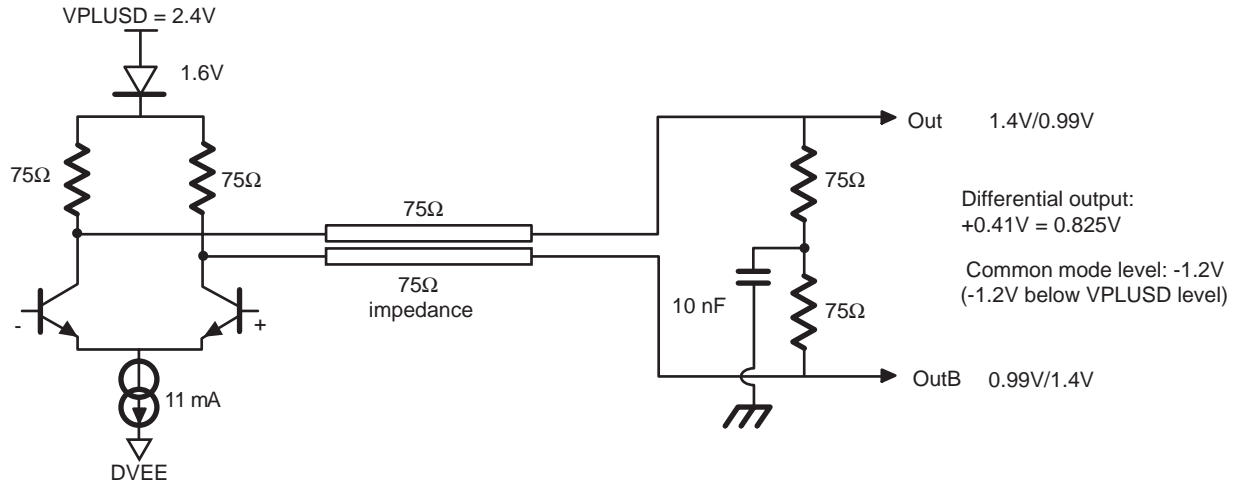 VPLUSD = 2.4V
1.6V
75Ω
75Ω
75Ω
75Ω
impedance
-
+
11 mA
DVEE
10 nF
75Ω
75Ω
Out 1.4V/0.99V
Differential output:
+0.41V = 0.825V
Common mode level: -1.2V
(-1.2V below VPLUSD level)
OutB 0.99V/1.4V